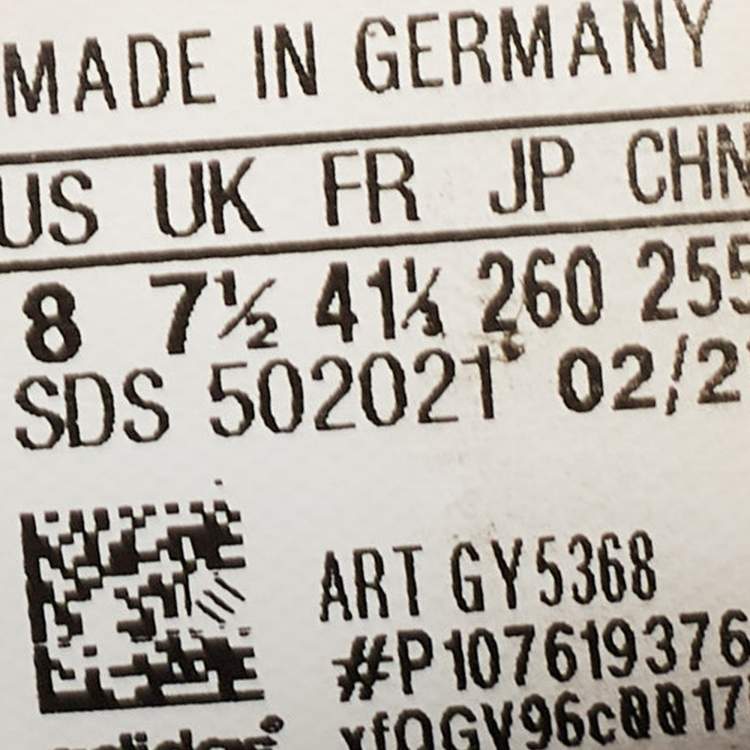 MADE IN GERMANY
US UK FR JP CHN
8 7½ 41⅓ 260 255
SDS 502021 02/2
ART GY5368
#P107619376
adidas®